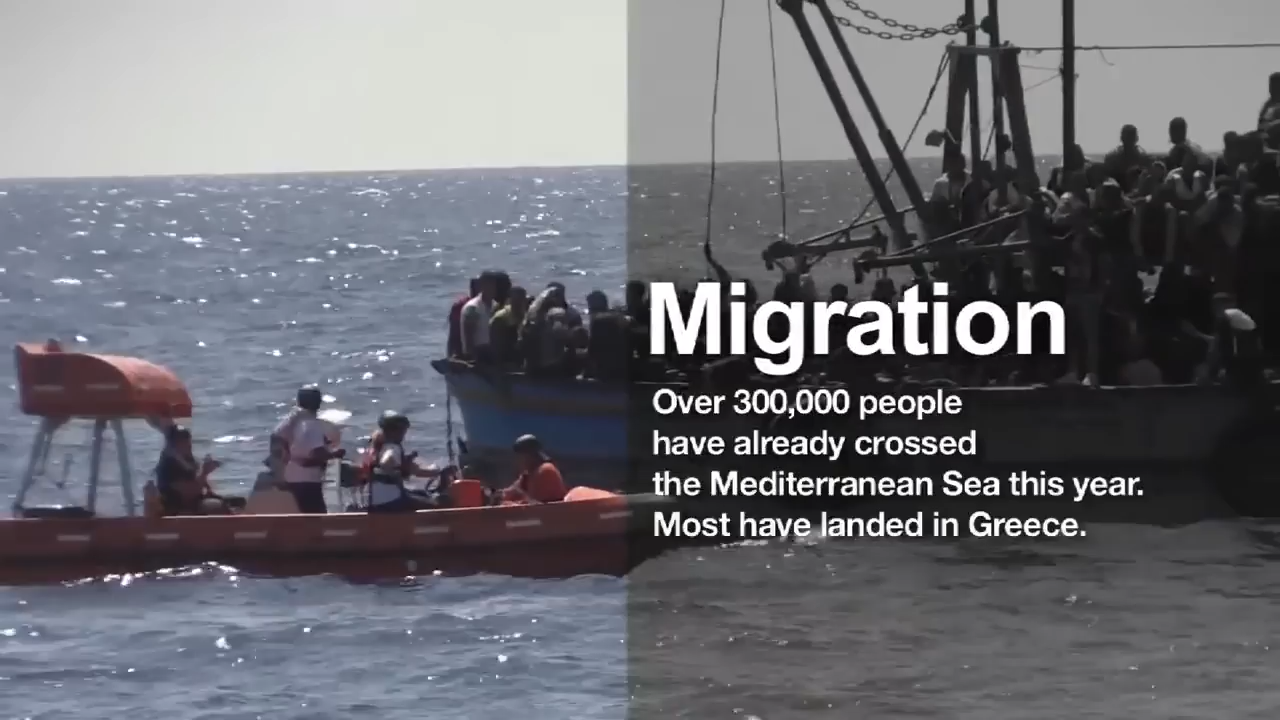 Migration
Over 300,000 people
have already crossed
the Mediterranean Sea this year.
Most have landed in Greece.